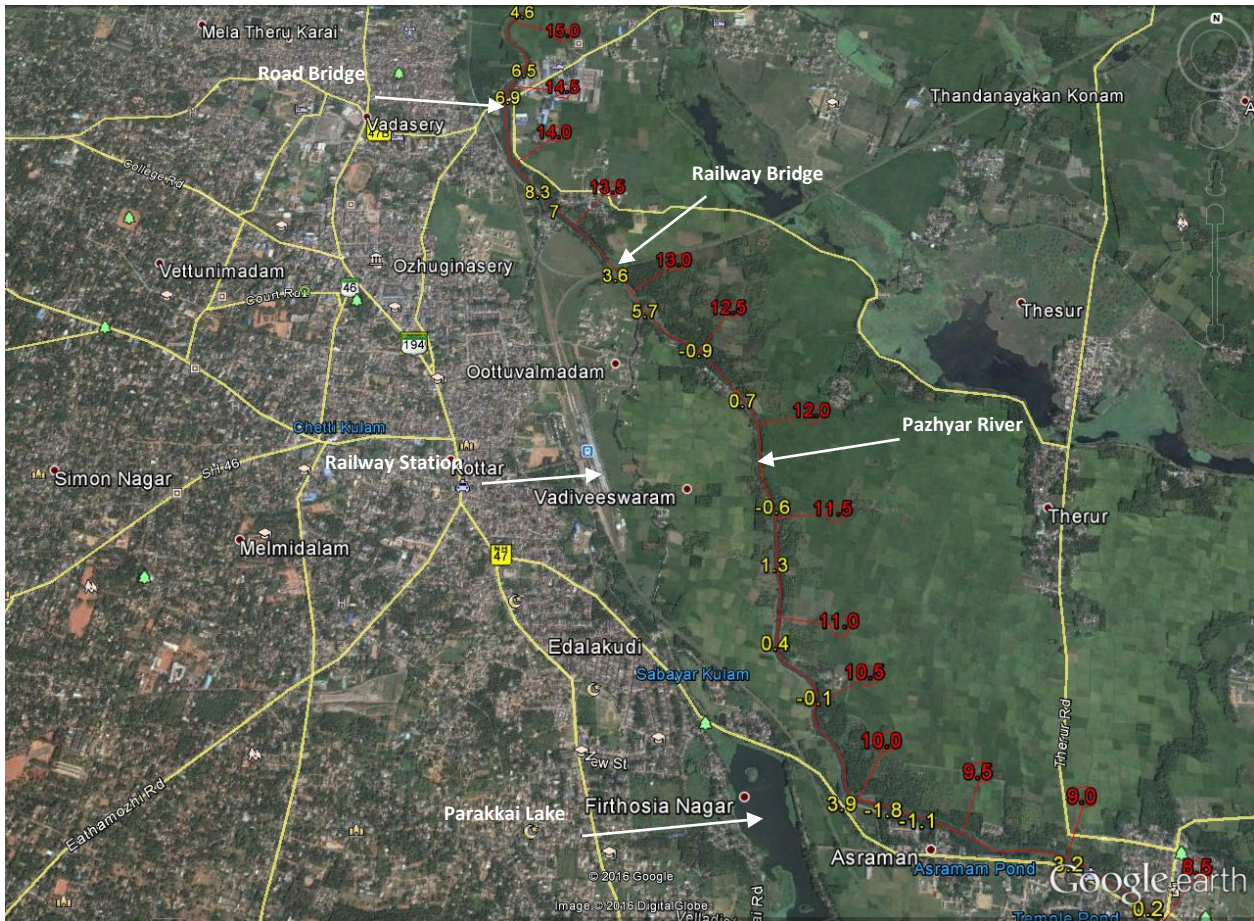 4.6
Mela Theru Karai
15.0
Road Bridge
6.5
14.5
6.9
Thandanayakan Konam
N
Vadasery
47B
14.0
College Rd
Railway Bridge
8.3
13.5
7
Vettunimadam
Ozhuginasery
3.6
13.0
46
Court Rd
5.7
12.5
Thesur
194
-0.9
Oottuvalmadam
0.7
12.0
Pazhyar River
Chetti Kulam
Railway Station
Kottar
SH 46
Simon Nagar
Vadiveeswaram
-0.6
11.5
Therur
Melmidalam
47
1.3
11.0
Edalakudi
0.4
Sabayar Kulam
10.5
-0.1
Therur Rd
New St
10.0
9.5
Eathamozhi Rd
Parakkai Lake
Firthosia Nagar
3.9
-1.8
-1.1
9.0
Asraman
Asramam Pond
3.2
8.5
© 2016 Google
Google earth
Image © 2016 DigitalGlobe
0.2
Temple Pond